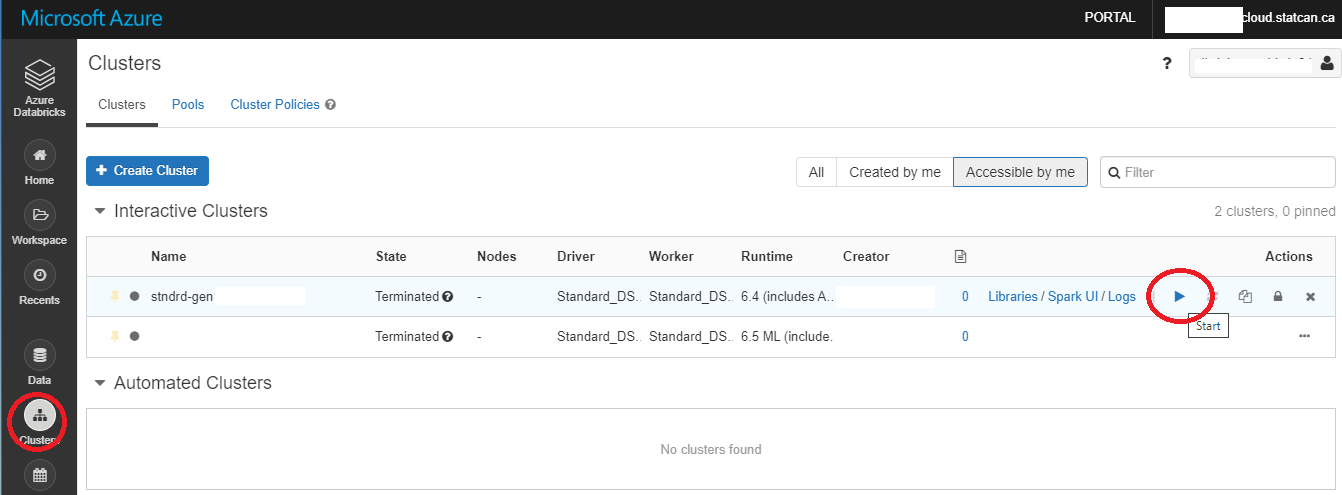 Microsoft Azure
PORTAL
cloud.statcan.ca
Azure Databricks
Home
Workspace
Recents
Data
Clusters
Clusters
?
Clusters Pools Cluster Policies ?
+ Create Cluster
All Created by me Accessible by me Filter
Interactive Clusters
2 clusters, 0 pinned
Name State Nodes Driver Worker Runtime Creator Actions
stndrd-gen Terminated ? - Standard_DS... Standard_DS... 6.4 (includes A... 0 Libraries / Spark UI / Logs
Start
Terminated ? - Standard_DS... Standard_DS... 6.5 ML (include... 0 ...
Automated Clusters
No clusters found